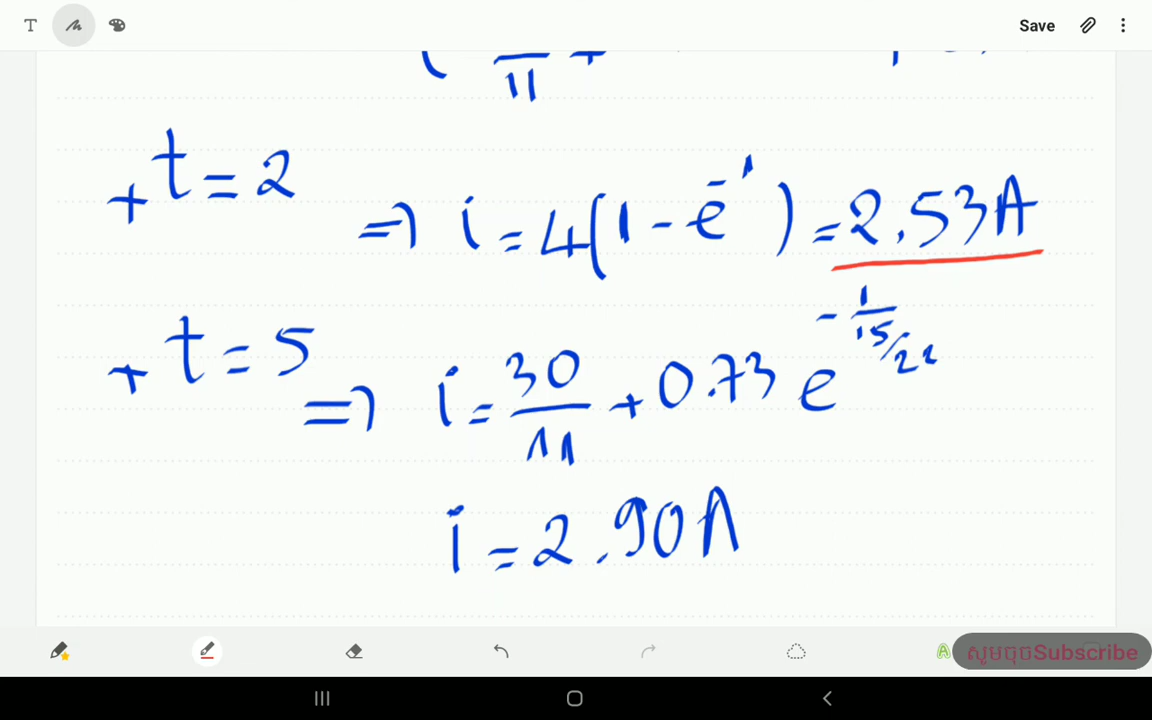 T Save
+ t = 2
=> i = 4(1 - e^-1) = 2.53A
+ t = 5
=> i = 30/11 + 0.73 e^(-1/(15/22))
i = 2.90A
A សូមចុចSubscribe